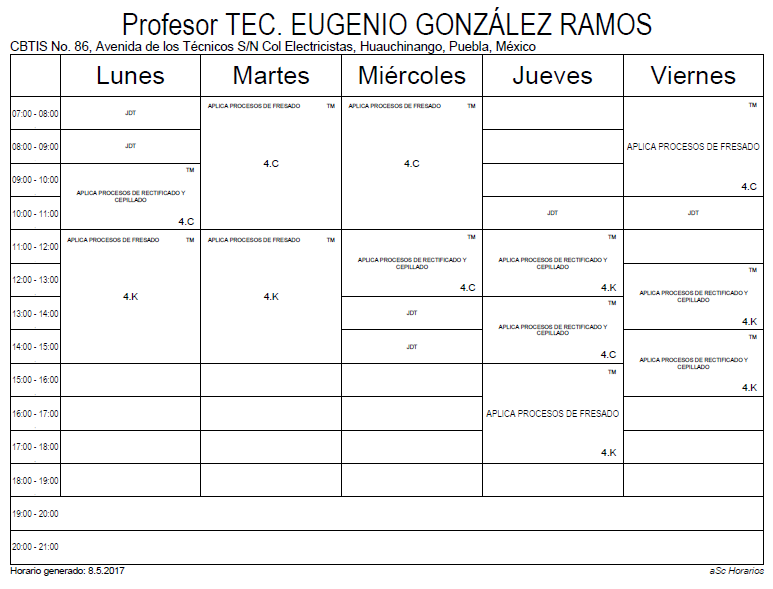 Profesor TEC. EUGENIO GONZÁLEZ RAMOS
CBTIS No. 86, Avenida de los Técnicos S/N Col Electricistas, Huauchinango, Puebla, México
Lunes Martes Miércoles Jueves Viernes
07:00 - 08:00 JDT APLICA PROCESOS DE FRESADO TM APLICA PROCESOS DE FRESADO TM TM
08:00 - 09:00 JDT 4.C 4.C APLICA PROCESOS DE FRESADO
09:00 - 10:00 TM
APLICA PROCESOS DE RECTIFICADO Y
CEPILLADO
4.C
4.C
10:00 - 11:00 JDT JDT
11:00 - 12:00 APLICA PROCESOS DE FRESADO TM APLICA PROCESOS DE FRESADO TM TM TM
APLICA PROCESOS DE RECTIFICADO Y APLICA PROCESOS DE RECTIFICADO Y
CEPILLADO CEPILLADO
12:00 - 13:00 4.K 4.K 4.C 4.K TM
APLICA PROCESOS DE RECTIFICADO Y
CEPILLADO
13:00 - 14:00 JDT TM 4.K
APLICA PROCESOS DE RECTIFICADO Y
CEPILLADO
14:00 - 15:00 JDT 4.C TM
APLICA PROCESOS DE RECTIFICADO Y
CEPILLADO
15:00 - 16:00 TM 4.K
16:00 - 17:00 APLICA PROCESOS DE FRESADO
17:00 - 18:00 4.K
18:00 - 19:00
19:00 - 20:00
20:00 - 21:00
Horario generado: 8.5.2017 aSc Horarios